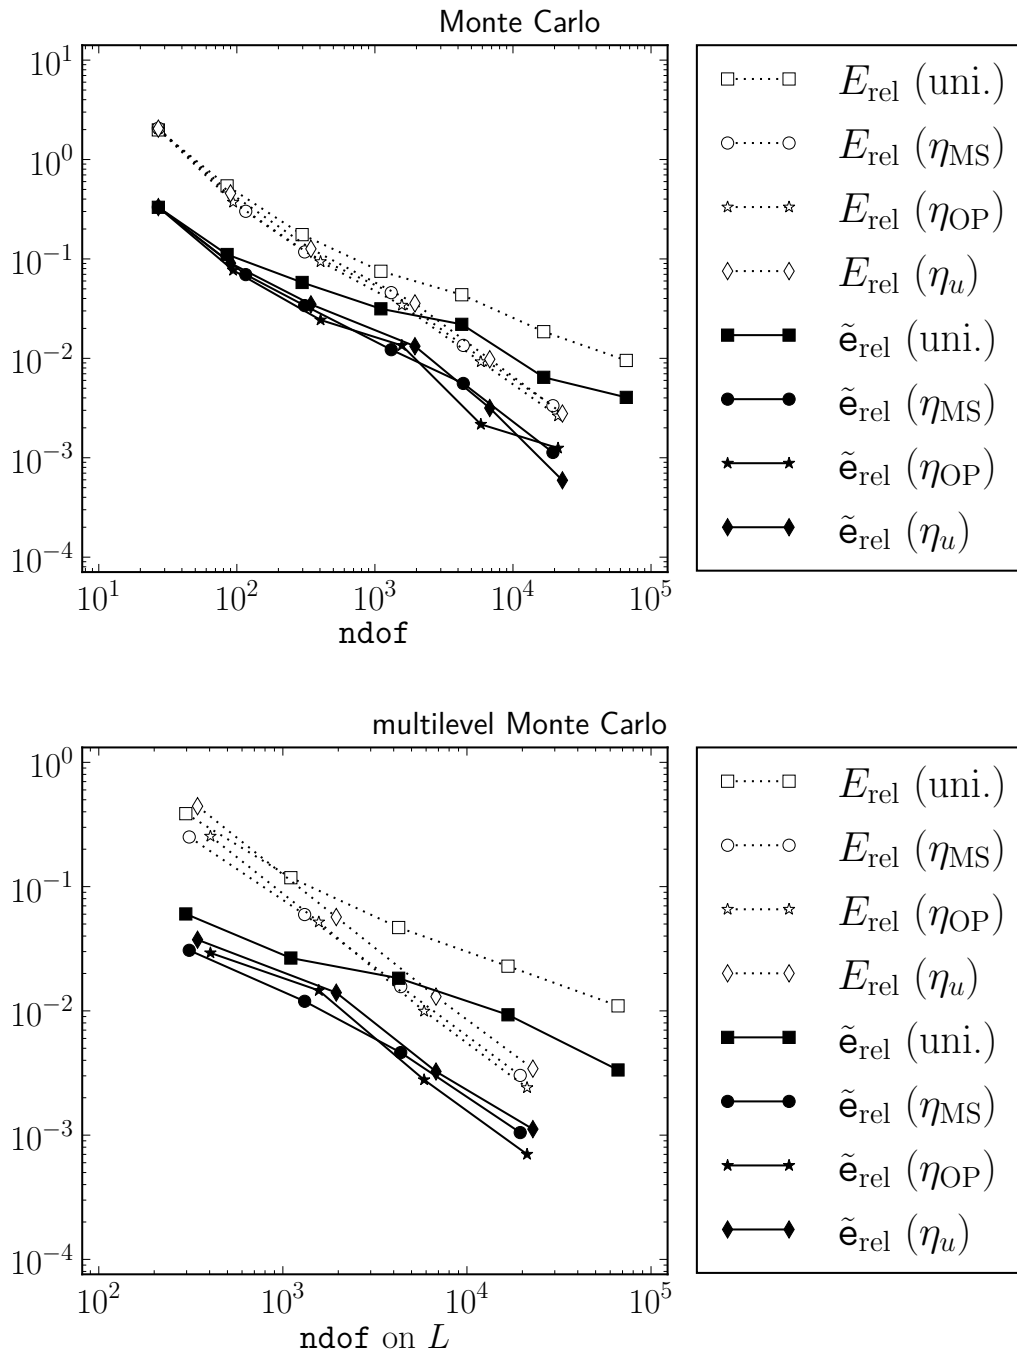 Monte Carlo
10^1
10^0
10^{-1}
10^{-2}
10^{-3}
10^{-4}
10^1 10^2 10^3 10^4 10^5
ndof
E_rel (uni.)
E_rel (η_MS)
E_rel (η_OP)
E_rel (η_u)
ẽ_rel (uni.)
ẽ_rel (η_MS)
ẽ_rel (η_OP)
ẽ_rel (η_u)
multilevel Monte Carlo
10^0
10^{-1}
10^{-2}
10^{-3}
10^{-4}
10^2 10^3 10^4 10^5
ndof on L
E_rel (uni.)
E_rel (η_MS)
E_rel (η_OP)
E_rel (η_u)
ẽ_rel (uni.)
ẽ_rel (η_MS)
ẽ_rel (η_OP)
ẽ_rel (η_u)